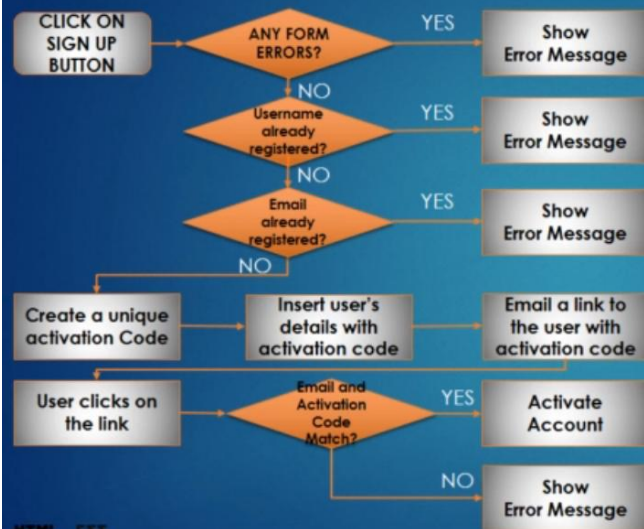 CLICK ON
SIGN UP
BUTTON
ANY FORM
ERRORS?
YES
Show
Error Message
NO
Username
already
registered?
YES
Show
Error Message
NO
Email
already
registered?
YES
Show
Error Message
NO
Create a unique
activation Code
Insert user's
details with
activation code
Email a link to
the user with
activation code
User clicks on
the link
Email and
Activation
Code
Match?
YES
Activate
Account
NO
Show
Error Message